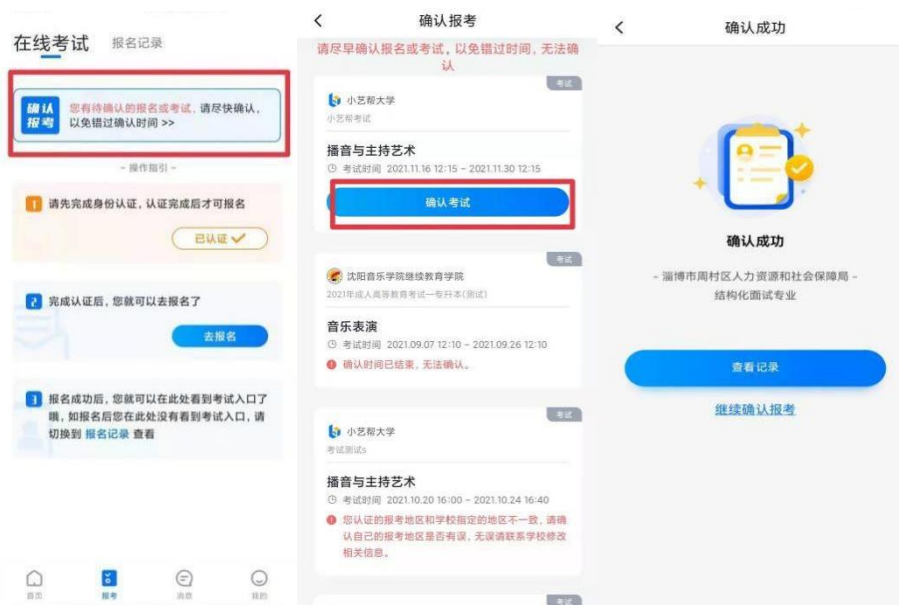 在线考试 报名记录
确认
报考
您有待确认的报名或考试, 请尽快确认,
以免错过确认时间 >>
- 操作指引 -
1 请先完成身份认证, 认证完成后才可报名
已认证
2 完成认证后, 您就可以去报名了
去报名
3 报名成功后, 您就可以在此处看到考试入口了
哦, 如报名后您在此处没有看到考试入口, 请
切换到 报名记录 查看
首页 报考 消息 我的
确认报考
请尽早确认报名或考试, 以免错过时间, 无法确
认
考试
小艺帮大学
小艺帮考试
播音与主持艺术
考试时间 2021.11.16 12:15 - 2021.11.30 12:15
确认考试
考试
沈阳音乐学院继续教育学院
2021年成人高等教育考试—专升本(测试)
音乐表演
考试时间 2021.09.07 12:10 - 2021.09.26 12:10
确认时间已结束, 无法确认。
考试
小艺帮大学
考试测试s
播音与主持艺术
考试时间 2021.10.20 16:00 - 2021.10.24 16:40
您认证的报考地区和学校指定的地区不一致, 请确
认自己的报考地区是否有误, 无误请联系学校修改
相关信息。
考试
确认成功
确认成功
- 淄博市周村区人力资源和社会保障局 -
结构化面试专业
查看记录
继续确认报考